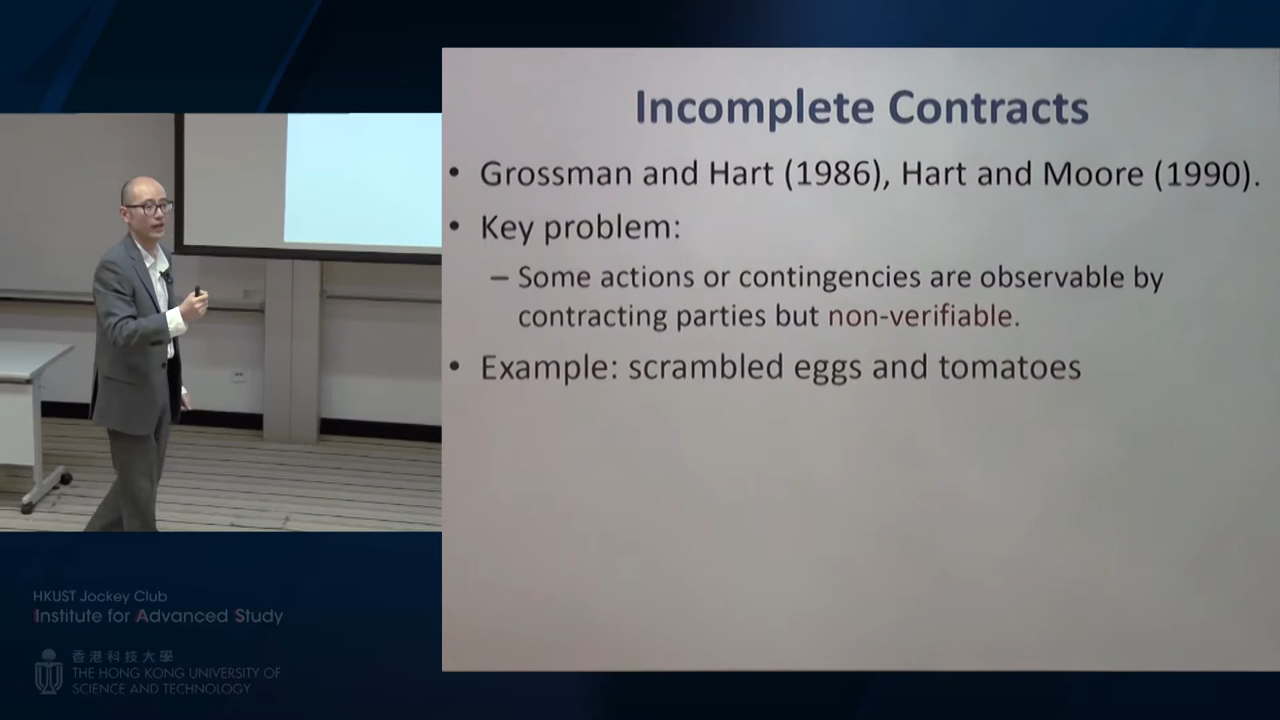 Incomplete Contracts
• Grossman and Hart (1986), Hart and Moore (1990).
• Key problem:
– Some actions or contingencies are observable by
contracting parties but non-verifiable.
• Example: scrambled eggs and tomatoes
HKUST Jockey Club
Institute for Advanced Study
香港科技大學
THE HONG KONG UNIVERSITY OF
SCIENCE AND TECHNOLOGY